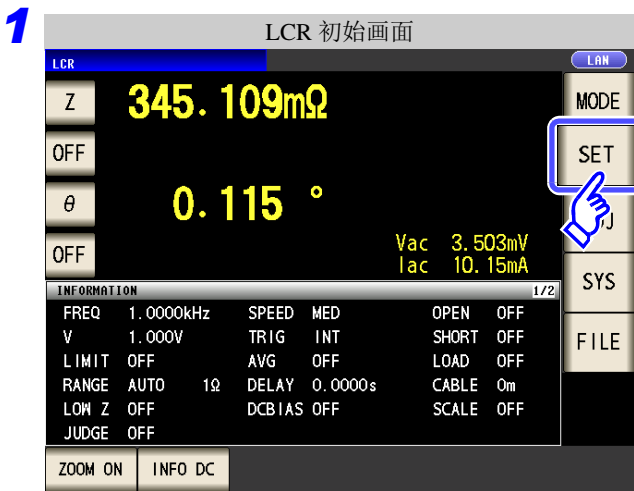 1
LCR 初始画面
LCR
LAN
Z
345.109mΩ
MODE
OFF
SET
θ
0.115 °
OFF
Vac 3.503mV
Iac 10.15mA
SYS
INFORMATION
1/2
FREQ 1.0000kHz SPEED MED OPEN OFF
V 1.000V TRIG INT SHORT OFF
FILE
LIMIT OFF AVG OFF LOAD OFF
RANGE AUTO 1Ω DELAY 0.0000s CABLE 0m
LOW Z OFF DCBIAS OFF SCALE OFF
JUDGE OFF
ZOOM ON INFO DC